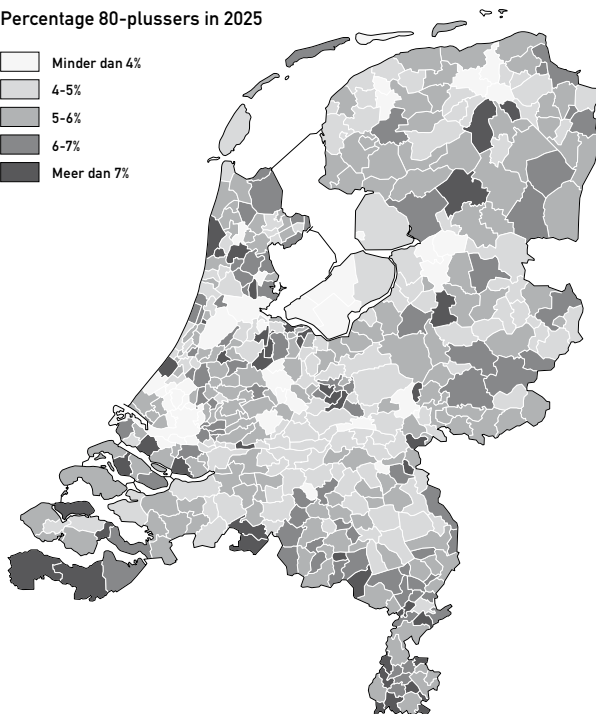 Percentage 80-plussers in 2025
Minder dan 4%
4-5%
5-6%
6-7%
Meer dan 7%